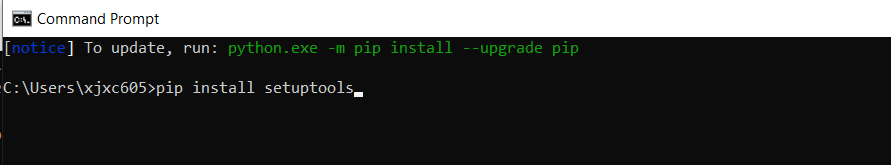 Command Prompt
[notice] To update, run: python.exe -m pip install --upgrade pip
C:\Users\xjxc605>pip install setuptools